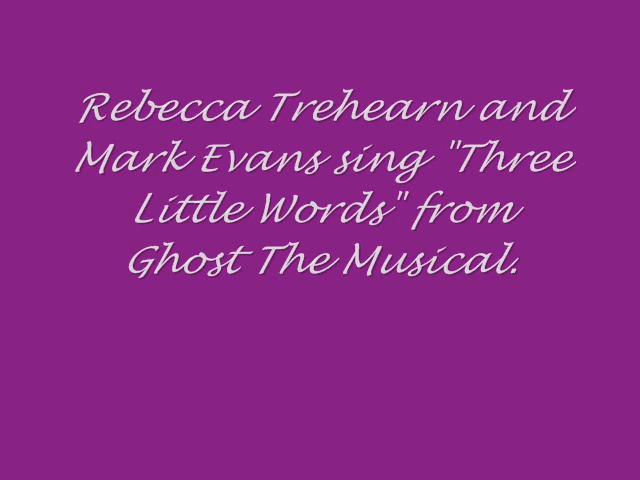 Rebecca Trehearn and
Mark Evans sing "Three
Little Words" from
Ghost The Musical.